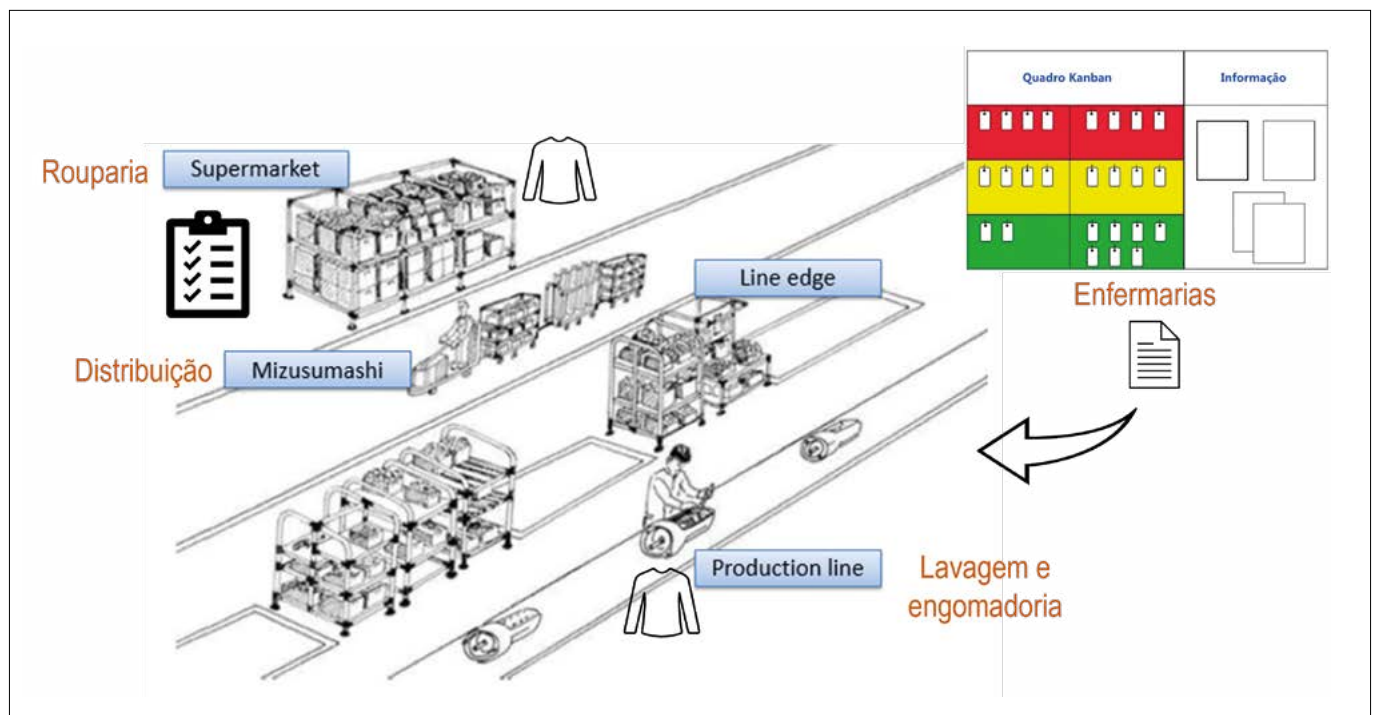 Quadro Kanban
Informação
Rouparia
Supermarket
Line edge
Enfermarias
Distribuição
Mizusumashi
Production line
Lavagem e
engomadoria